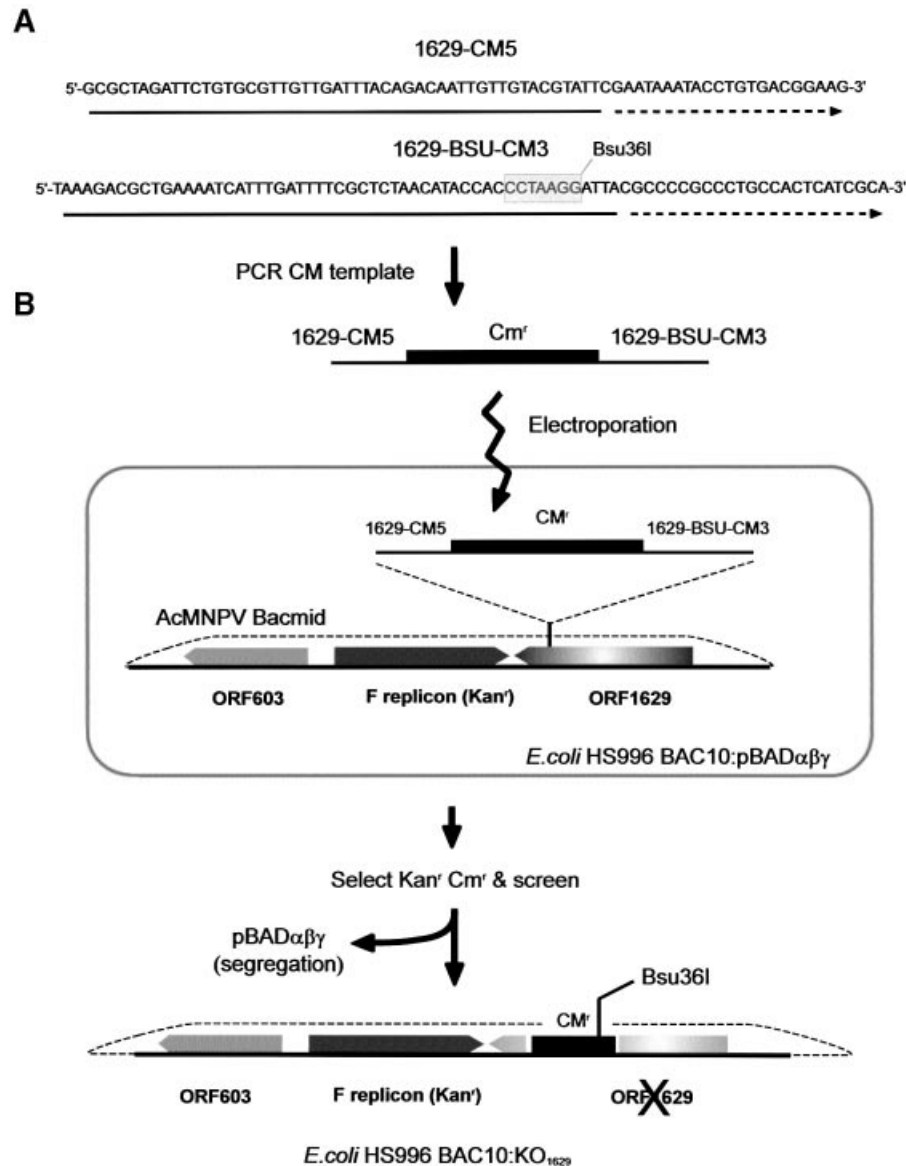 A
1629-CM5
5'-GCGCTAGATTCTGTGCGTTGTTGATTTACAGACAATTGTTGTACGTATTCGAATAAATACCTGTGACGGAAG-3'
1629-BSU-CM3
Bsu36I
5'-TAAAGACGCTGAAAATCATTTGATTTTCGCTCTAACATACCACCCTAAGGATTACGCCCCGCCCTGCCACTCATCGCA-3'
PCR CM template
B
1629-CM5
Cmʳ
1629-BSU-CM3
Electroporation
1629-CM5
CMʳ
1629-BSU-CM3
AcMNPV Bacmid
ORF603
F replicon (Kanʳ)
ORF1629
E.coli HS996 BAC10:pBADαβγ
Select Kanʳ Cmʳ & screen
pBADαβγ
(segregation)
Bsu36I
CMʳ
ORF603
F replicon (Kanʳ)
ORF1629
E.coli HS996 BAC10:KO₁₆₂₉